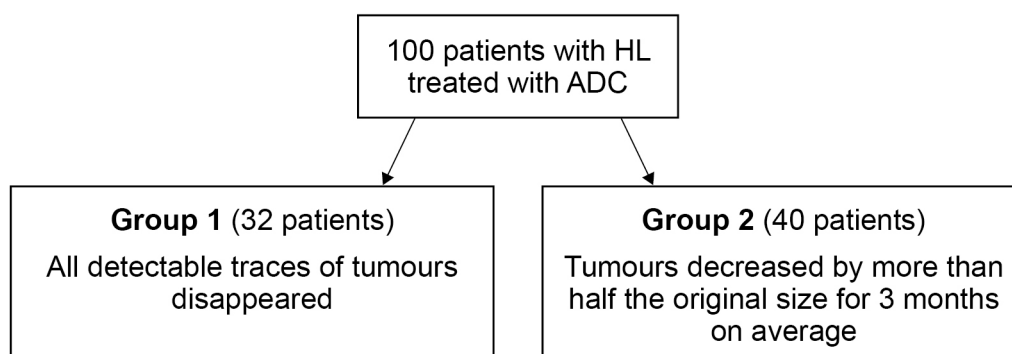 100 patients with HL
treated with ADC
Group 1 (32 patients)
All detectable traces of tumours
disappeared
Group 2 (40 patients)
Tumours decreased by more than
half the original size for 3 months
on average